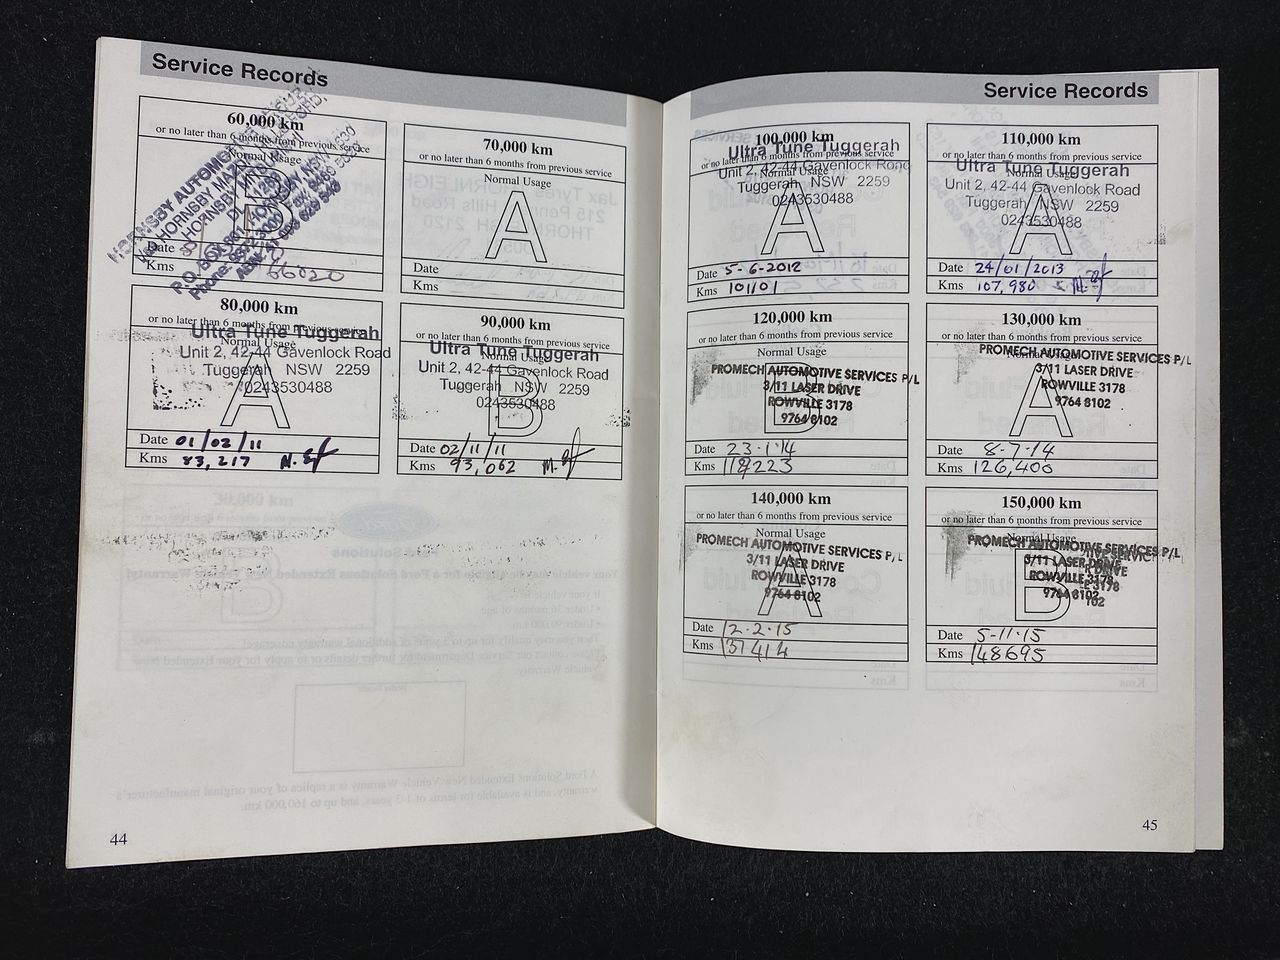 Service Records
60,000 km
or no later than 6 months from previous service
Normal Usage
HORNSBY
B
Date
Kms 66020
70,000 km
or no later than 6 months from previous service
Normal Usage
A
Date
Kms
80,000 km
or no later than 6 months from previous service
Normal Usage
Ultra Tune Tuggerah
Unit 2, 42-44 Gavenlock Road
Tuggerah NSW 2259
0243530488
A
Date 01/02/11
Kms 83,217
90,000 km
or no later than 6 months from previous service
Normal Usage
Ultra Tune Tuggerah
Unit 2, 42-44 Gavenlock Road
Tuggerah NSW 2259
0243530488
B
Date 02/11/11
Kms 93,062
44
Service Records
100,000 km
or no later than 6 months from previous service
Normal Usage
Ultra Tune Tuggerah
Unit 2, 42-44 Gavenlock Road
Tuggerah NSW 2259
0243530488
A
Date 5-6-2012
Kms 101101
110,000 km
or no later than 6 months from previous service
Normal Usage
Ultra Tune Tuggerah
Unit 2, 42-44 Gavenlock Road
Tuggerah NSW 2259
0243530488
A
Date 24/01/2013
Kms 107,980
120,000 km
or no later than 6 months from previous service
Normal Usage
PROMECH AUTOMOTIVE SERVICES P/L
3/11 LASER DRIVE
ROWVILLE 3178
9764 8102
B
Date 23·1·14
Kms 118223
130,000 km
or no later than 6 months from previous service
Normal Usage
PROMECH AUTOMOTIVE SERVICES P/L
3/11 LASER DRIVE
ROWVILLE 3178
9764 8102
A
Date 8-7-14
Kms 126,400
140,000 km
or no later than 6 months from previous service
Normal Usage
PROMECH AUTOMOTIVE SERVICES P/L
3/11 LASER DRIVE
ROWVILLE 3178
9764 8102
A
Date 12-2-15
Kms 137414
150,000 km
or no later than 6 months from previous service
Normal Usage
PROMECH AUTOMOTIVE SERVICES P/L
3/11 LASER DRIVE
ROWVILLE 3178
9764 8102
B
Date 5-11-15
Kms 148695
45